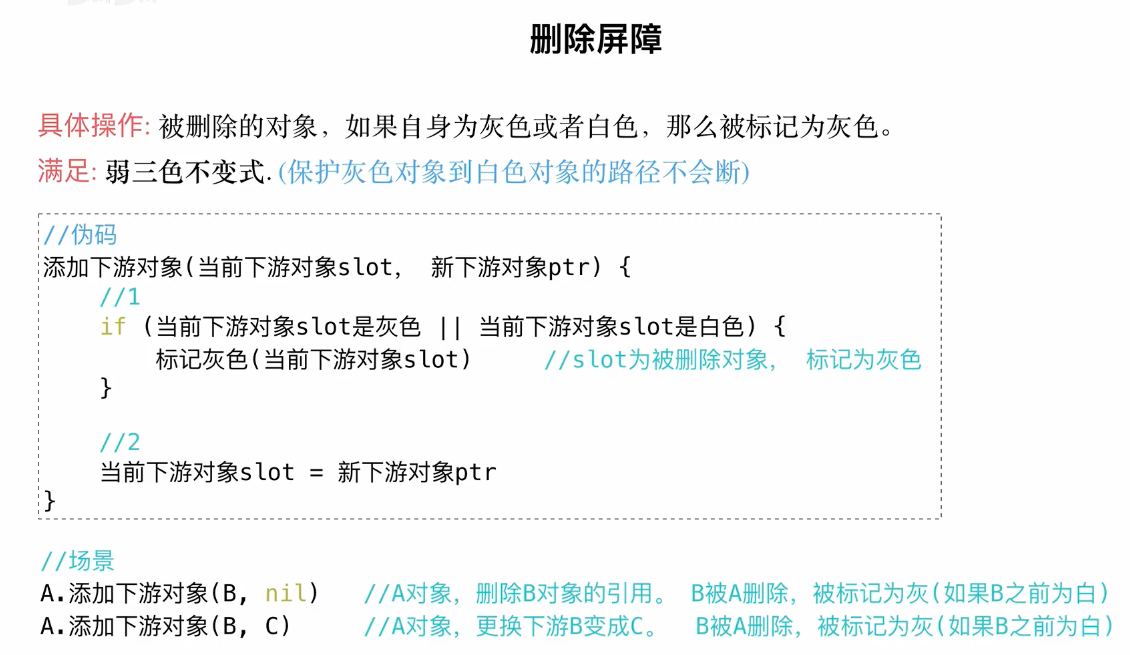 删除屏障
具体操作: 被删除的对象，如果自身为灰色或者白色，那么被标记为灰色。
满足: 弱三色不变式. (保护灰色对象到白色对象的路径不会断)
//伪码
添加下游对象(当前下游对象slot， 新下游对象ptr) {
//1
if (当前下游对象slot是灰色 || 当前下游对象slot是白色) {
标记灰色(当前下游对象slot) //slot为被删除对象， 标记为灰色
}
//2
当前下游对象slot = 新下游对象ptr
}
//场景
A.添加下游对象(B, nil) //A对象，删除B对象的引用。 B被A删除，被标记为灰(如果B之前为白)
A.添加下游对象(B, C) //A对象，更换下游B变成C。 B被A删除，被标记为灰(如果B之前为白)